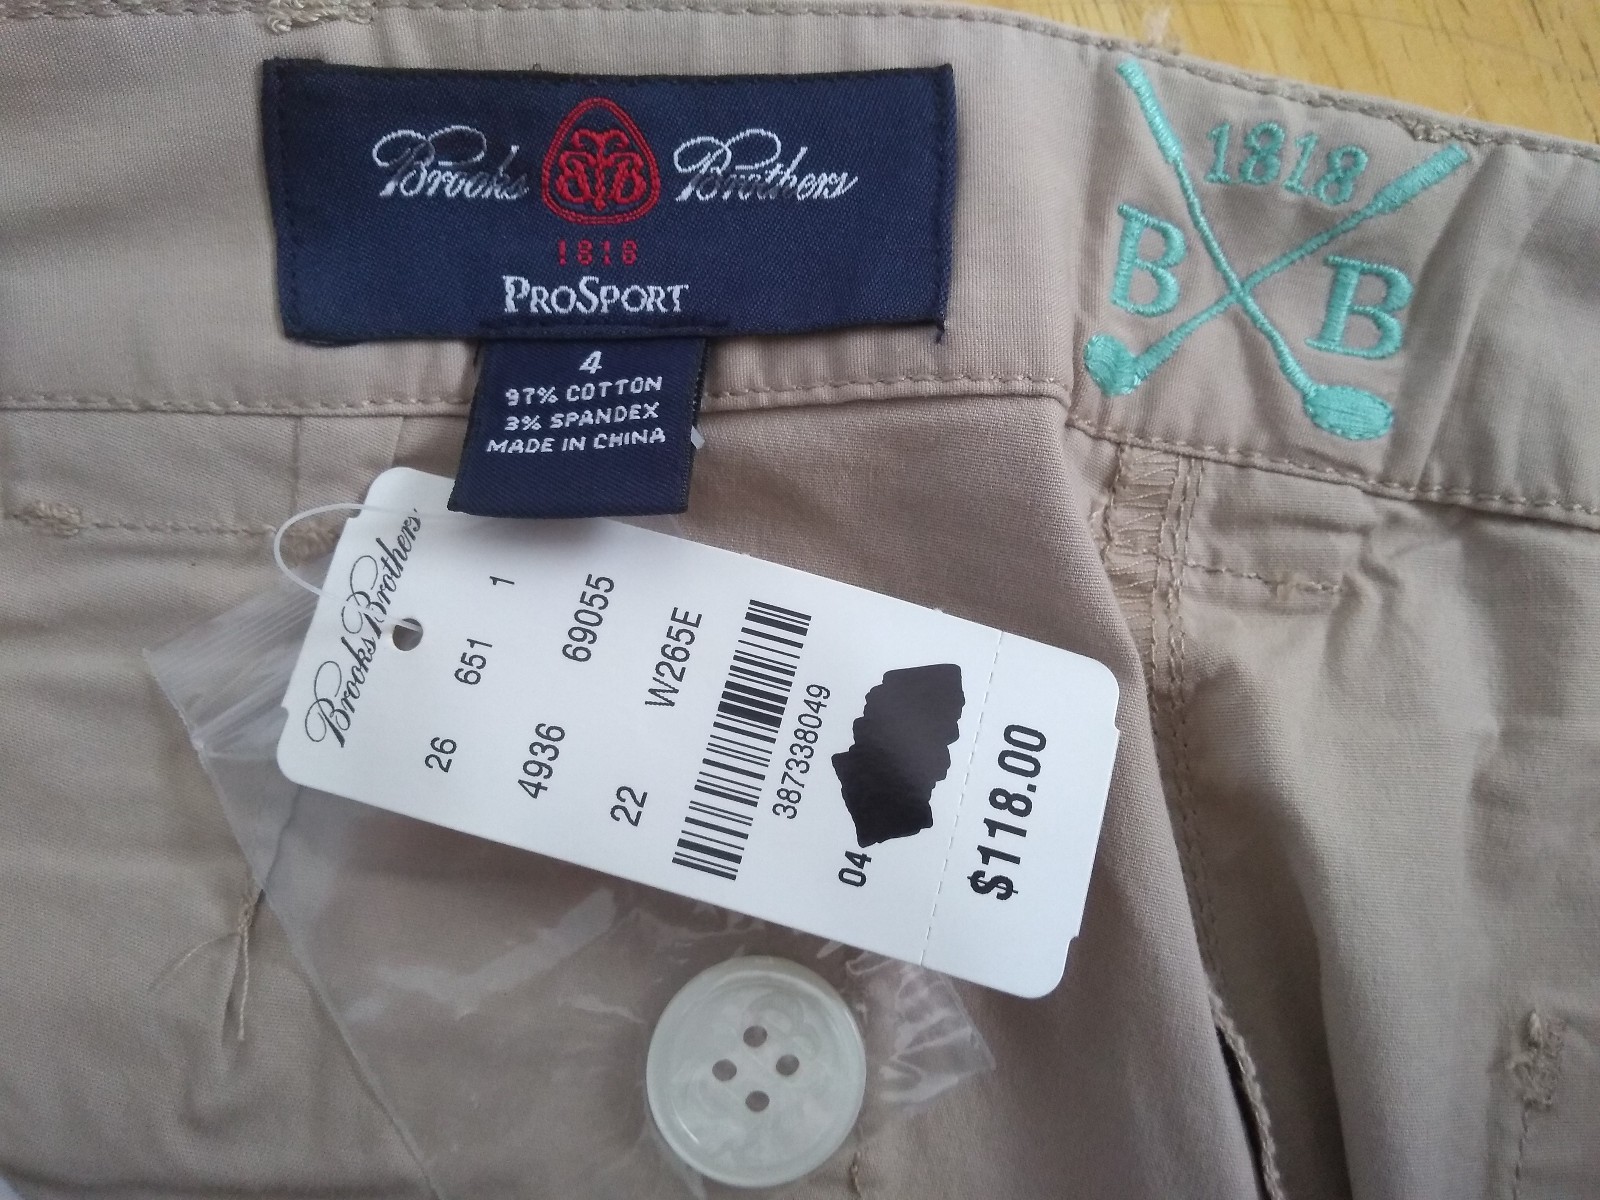 Brooks Brothers
1818
PROSPORT
4
97% COTTON
3% SPANDEX
MADE IN CHINA
1818
B B
Brooks Brothers
26 651 1
4936 69055
22 W265E
387338049
04
$118.00